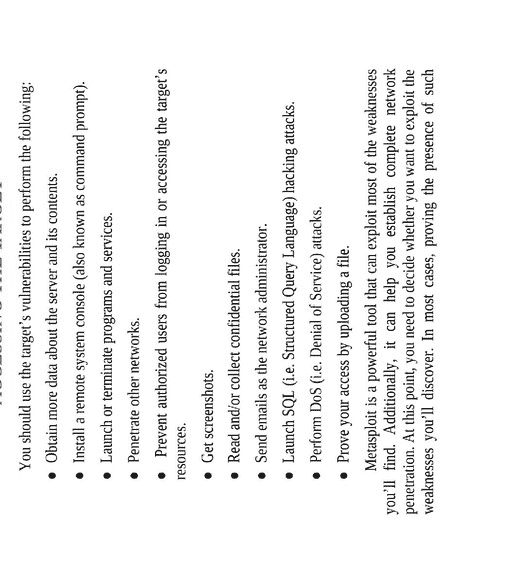 You should use the target's vulnerabilities to perform the following:
● Obtain more data about the server and its contents.
● Install a remote system console (also known as command prompt).
● Launch or terminate programs and services.
● Penetrate other networks.
● Prevent authorized users from logging in or accessing the target's
resources.
● Get screenshots.
● Read and/or collect confidential files.
● Send emails as the network administrator.
● Launch SQL (i.e. Structured Query Language) hacking attacks.
● Perform DoS (i.e. Denial of Service) attacks.
● Prove your access by uploading a file.
Metasploit is a powerful tool that can exploit most of the weaknesses
you'll find. Additionally, it can help you establish complete network
penetration. At this point, you need to decide whether you want to exploit the
weaknesses you'll discover. In most cases, proving the presence of such